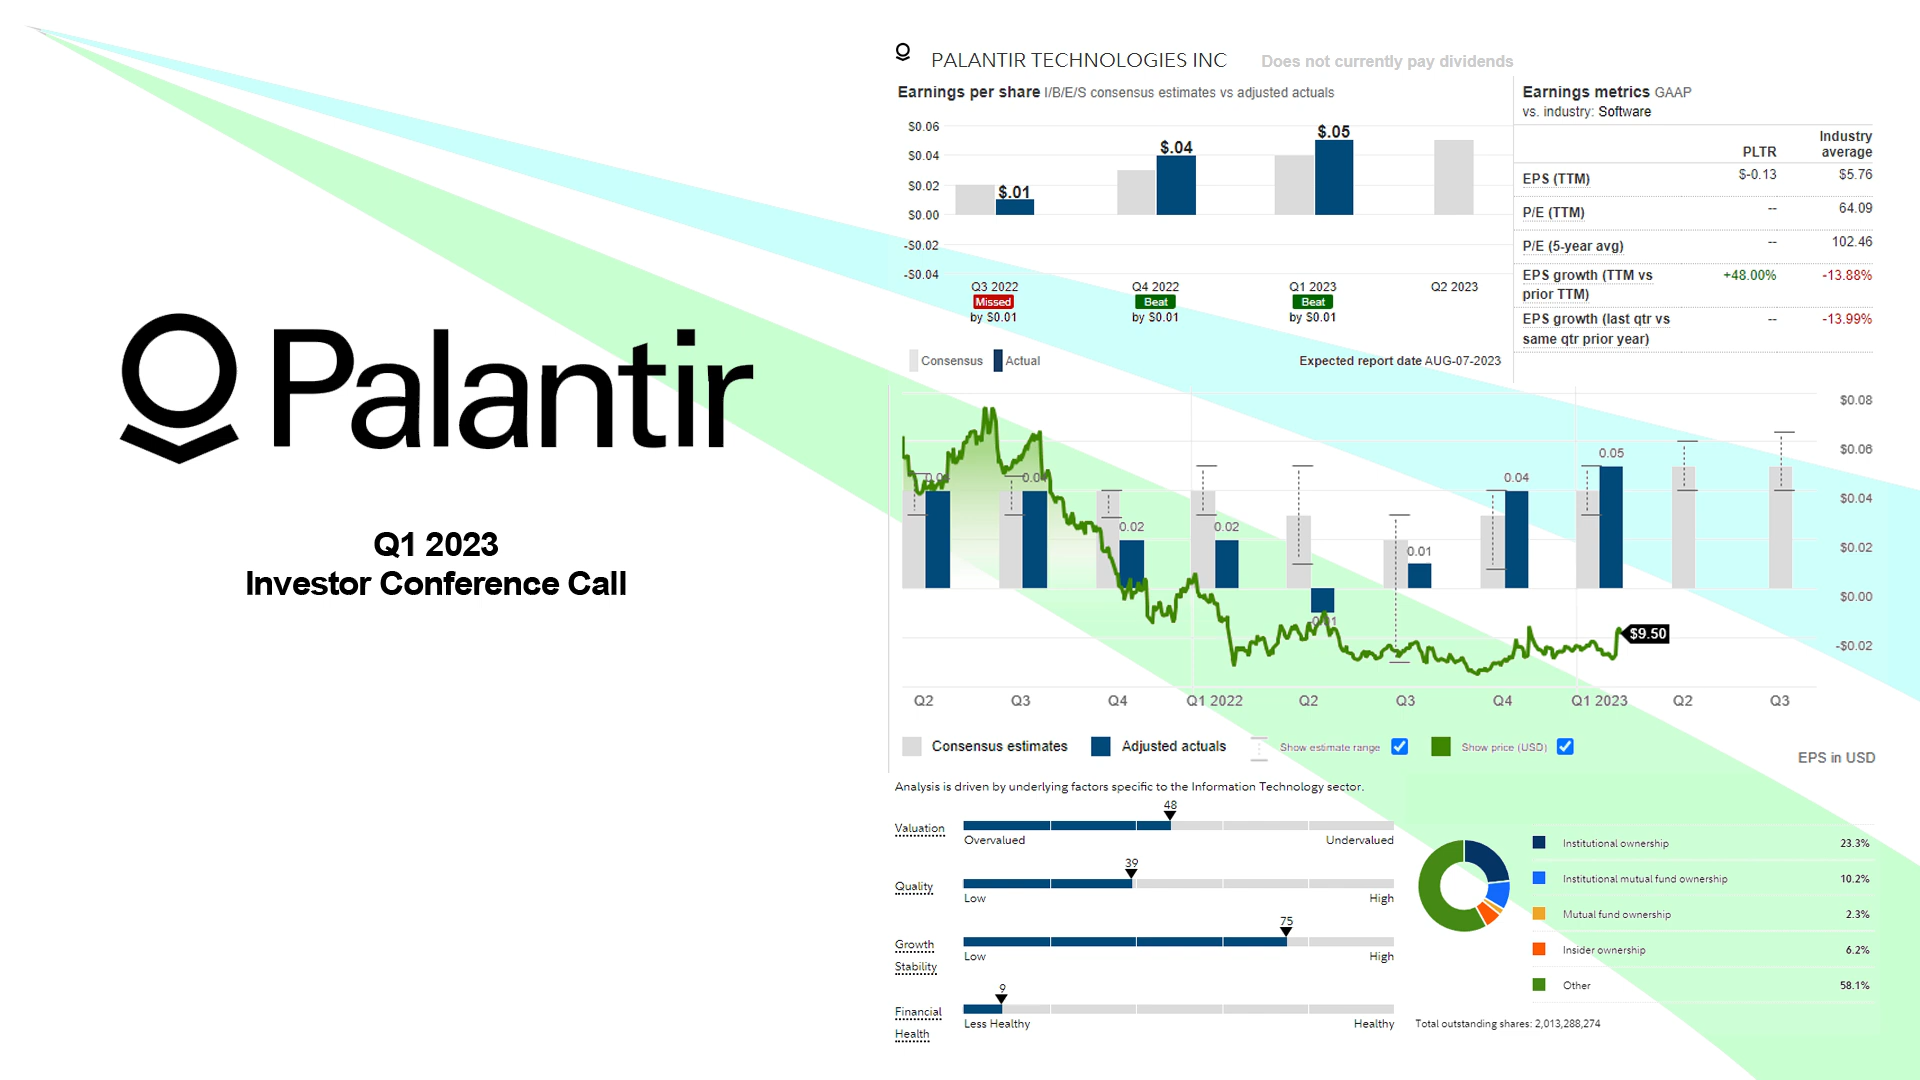 Palantir
Q1 2023
Investor Conference Call
PALANTIR TECHNOLOGIES INC Does not currently pay dividends
Earnings per share I/B/E/S consensus estimates vs adjusted actuals
$0.06
$0.04
$0.02
$0.00
-$0.02
-$0.04
$.01
$.04
$.05
Q3 2022
Missed
by $0.01
Q4 2022
Beat
by $0.01
Q1 2023
Beat
by $0.01
Q2 2023
Consensus Actual
Expected report date AUG-07-2023
Earnings metrics GAAP
vs. industry: Software
PLTR Industry
average
EPS (TTM) $-0.13 $5.76
P/E (TTM) -- 64.09
P/E (5-year avg) -- 102.46
EPS growth (TTM vs
prior TTM) +48.00% -13.88%
EPS growth (last qtr vs
same qtr prior year) -- -13.99%
$0.08
$0.06
$0.04
$0.02
$0.00
-$0.02
0.04
0.02
0.02
0.01
0.04
0.05
$9.50
Q2 Q3 Q4 Q1 2022 Q2 Q3 Q4 Q1 2023 Q2 Q3
Consensus estimates Adjusted actuals Show estimate range Show price (USD)
EPS in USD
Analysis is driven by underlying factors specific to the Information Technology sector.
Valuation
48
Overvalued Undervalued
Quality
39
Low High
Growth
Stability
75
Low High
Financial
Health
9
Less Healthy Healthy
Institutional ownership 23.3%
Institutional mutual fund ownership 10.2%
Mutual fund ownership 2.3%
Insider ownership 6.2%
Other 58.1%
Total outstanding shares: 2,013,288,274